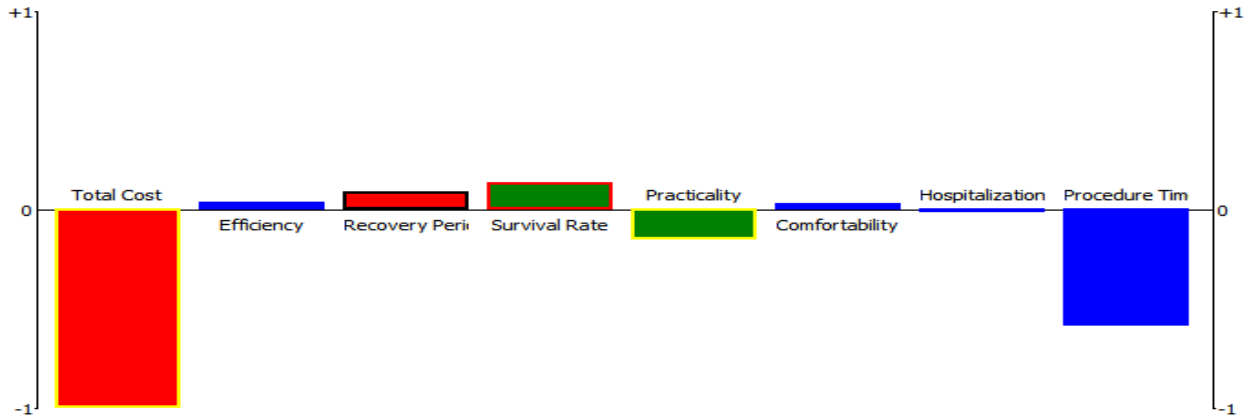 +1 +1
Total Cost Practicality Hospitalization Procedure Tim
0 0
Efficiency Recovery Peri Survival Rate Comfortability
-1 -1